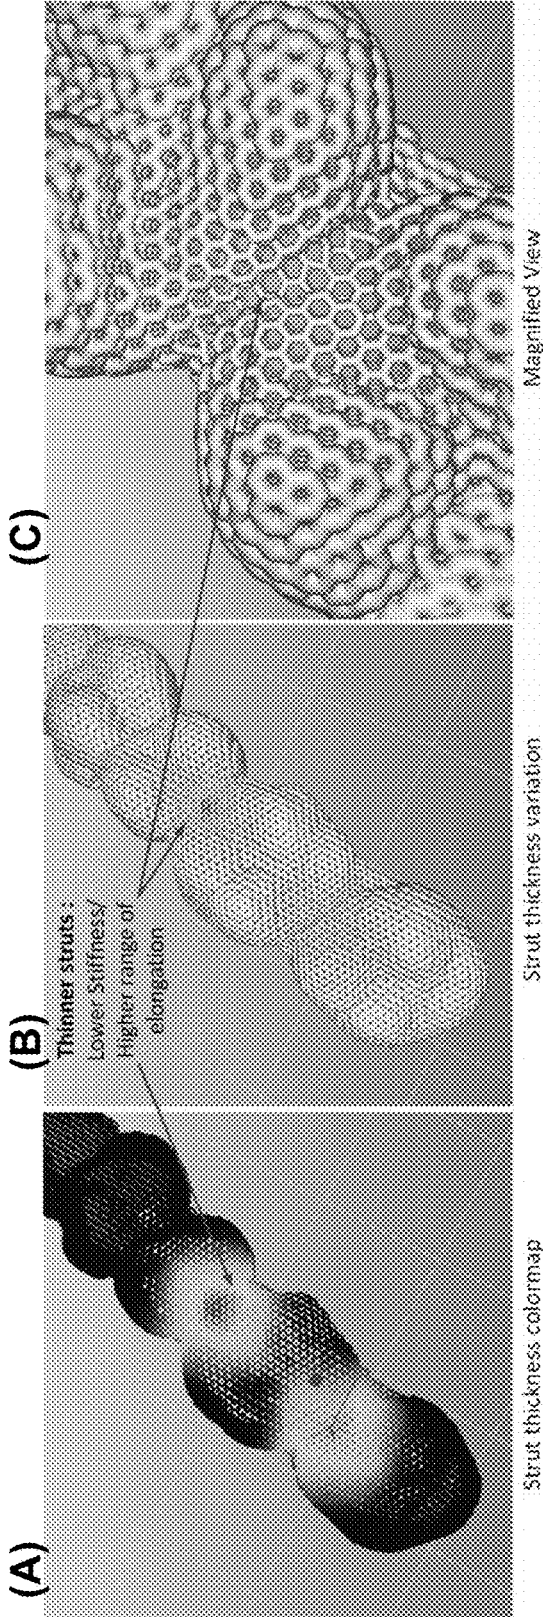 (A)
Strut thickness colormap
(B)
Thinner struts :
Lower Stiffness/
Higher range of
elongation
Strut thickness variation
(C)
Magnified View